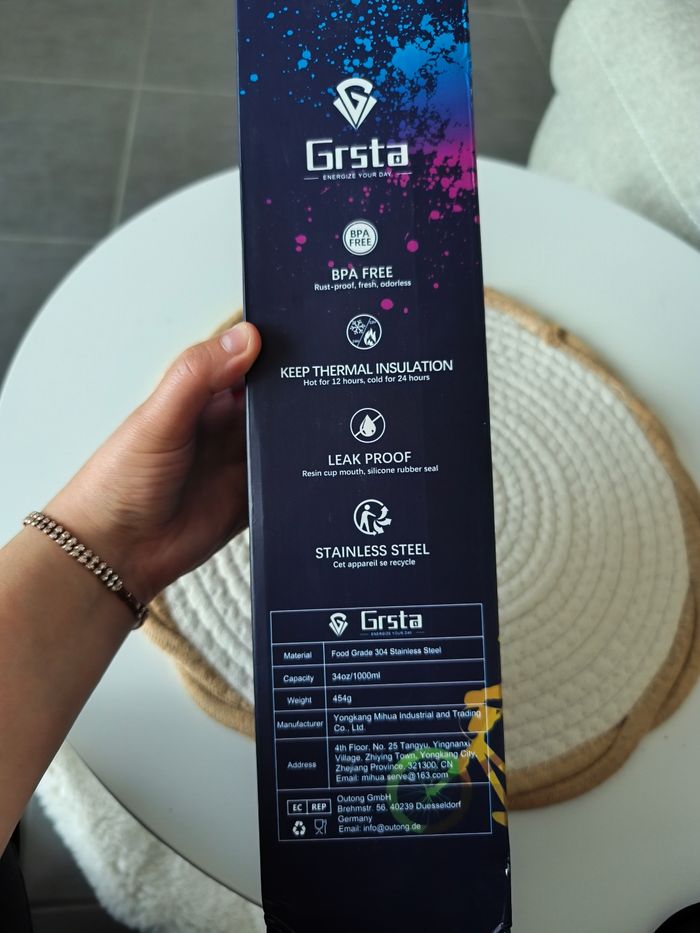 Grsta
ENERGIZE YOUR DAY
BPA
FREE
BPA FREE
Rust-proof, fresh, odorless
KEEP THERMAL INSULATION
Hot for 12 hours, cold for 24 hours
LEAK PROOF
Resin cup mouth, silicone rubber seal
STAINLESS STEEL
Cet appareil se recycle
Grsta
ENERGIZE YOUR DAY
Material Food Grade 304 Stainless Steel
Capacity 34oz/1000ml
Weight 454g
Manufacturer Yongkang Mihua Industrial and Trading
Co., Ltd.
Address 4th Floor. No. 25 Tangyu, Yingnanxi
Village, Zhiying Town, Yongkang City,
Zhejiang Province, 321300, CN
Email: mihua.serve@163.com
EC REP Outong GmbH
Brehmstr. 56, 40239 Duesseldorf
Germany
Email: info@outong.de